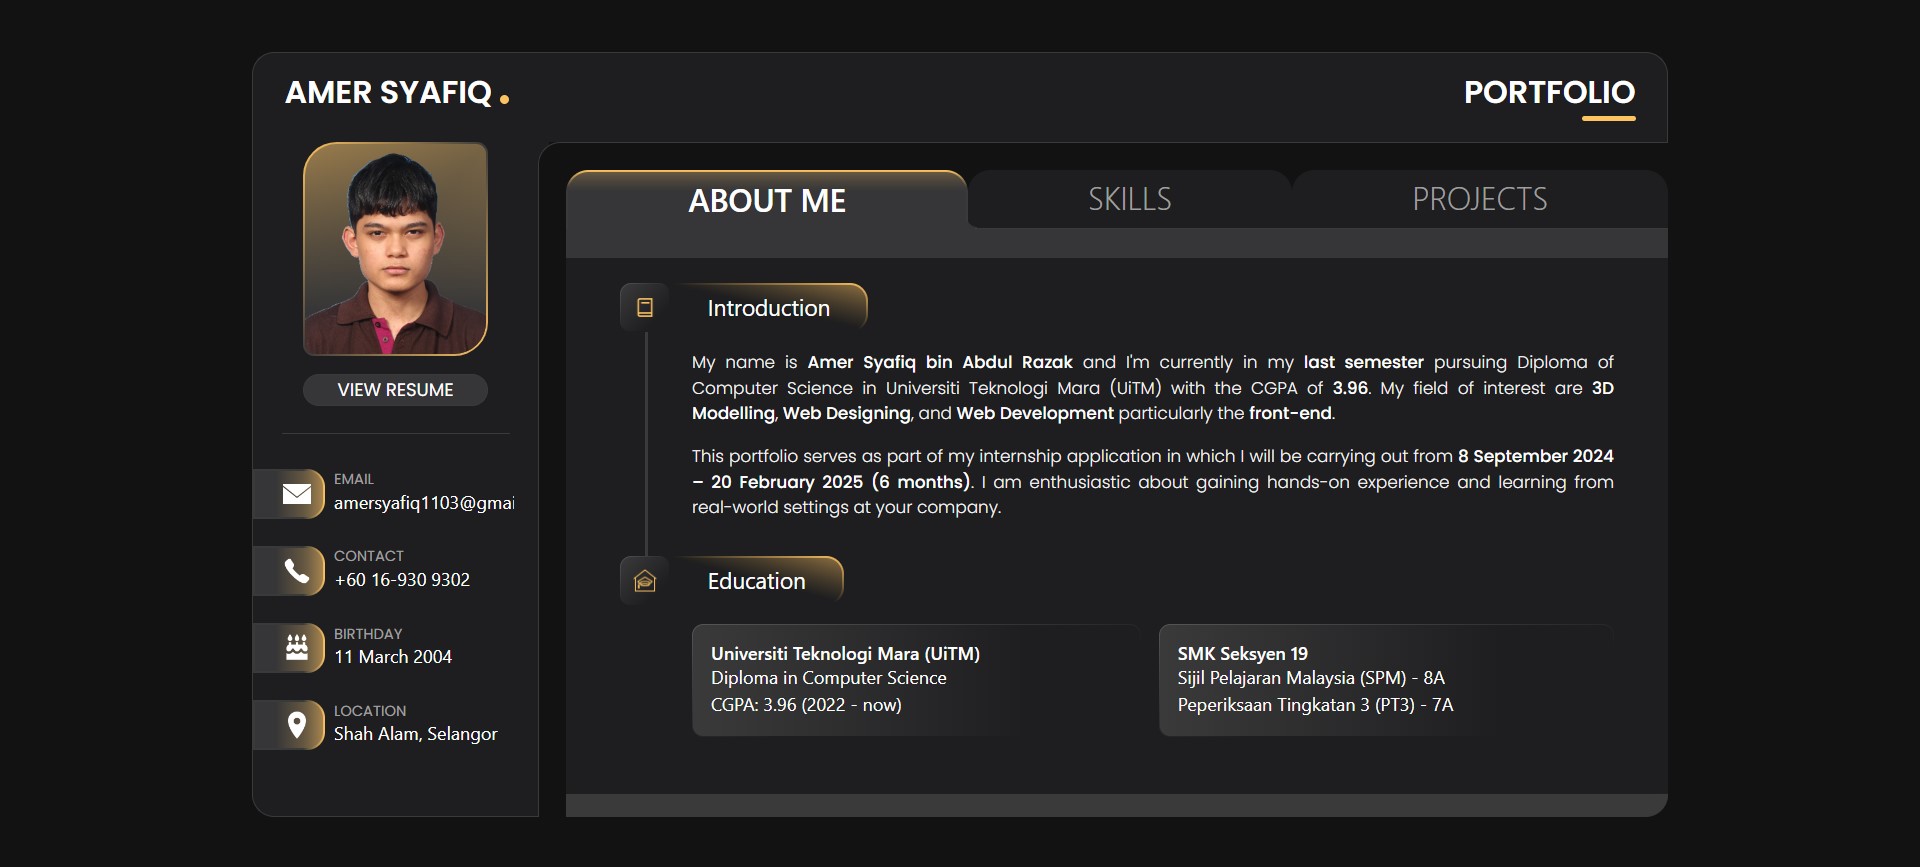 AMER SYAFIQ.
PORTFOLIO
VIEW RESUME
EMAIL
amersyafiq1103@gmai
CONTACT
+60 16-930 9302
BIRTHDAY
11 March 2004
LOCATION
Shah Alam, Selangor
ABOUT ME
SKILLS
PROJECTS
Introduction
My name is Amer Syafiq bin Abdul Razak and I'm currently in my last semester pursuing Diploma of
Computer Science in Universiti Teknologi Mara (UiTM) with the CGPA of 3.96. My field of interest are 3D
Modelling, Web Designing, and Web Development particularly the front-end.
This portfolio serves as part of my internship application in which I will be carrying out from 8 September 2024
– 20 February 2025 (6 months). I am enthusiastic about gaining hands-on experience and learning from
real-world settings at your company.
Education
Universiti Teknologi Mara (UiTM)
Diploma in Computer Science
CGPA: 3.96 (2022 - now)
SMK Seksyen 19
Sijil Pelajaran Malaysia (SPM) - 8A
Peperiksaan Tingkatan 3 (PT3) - 7A